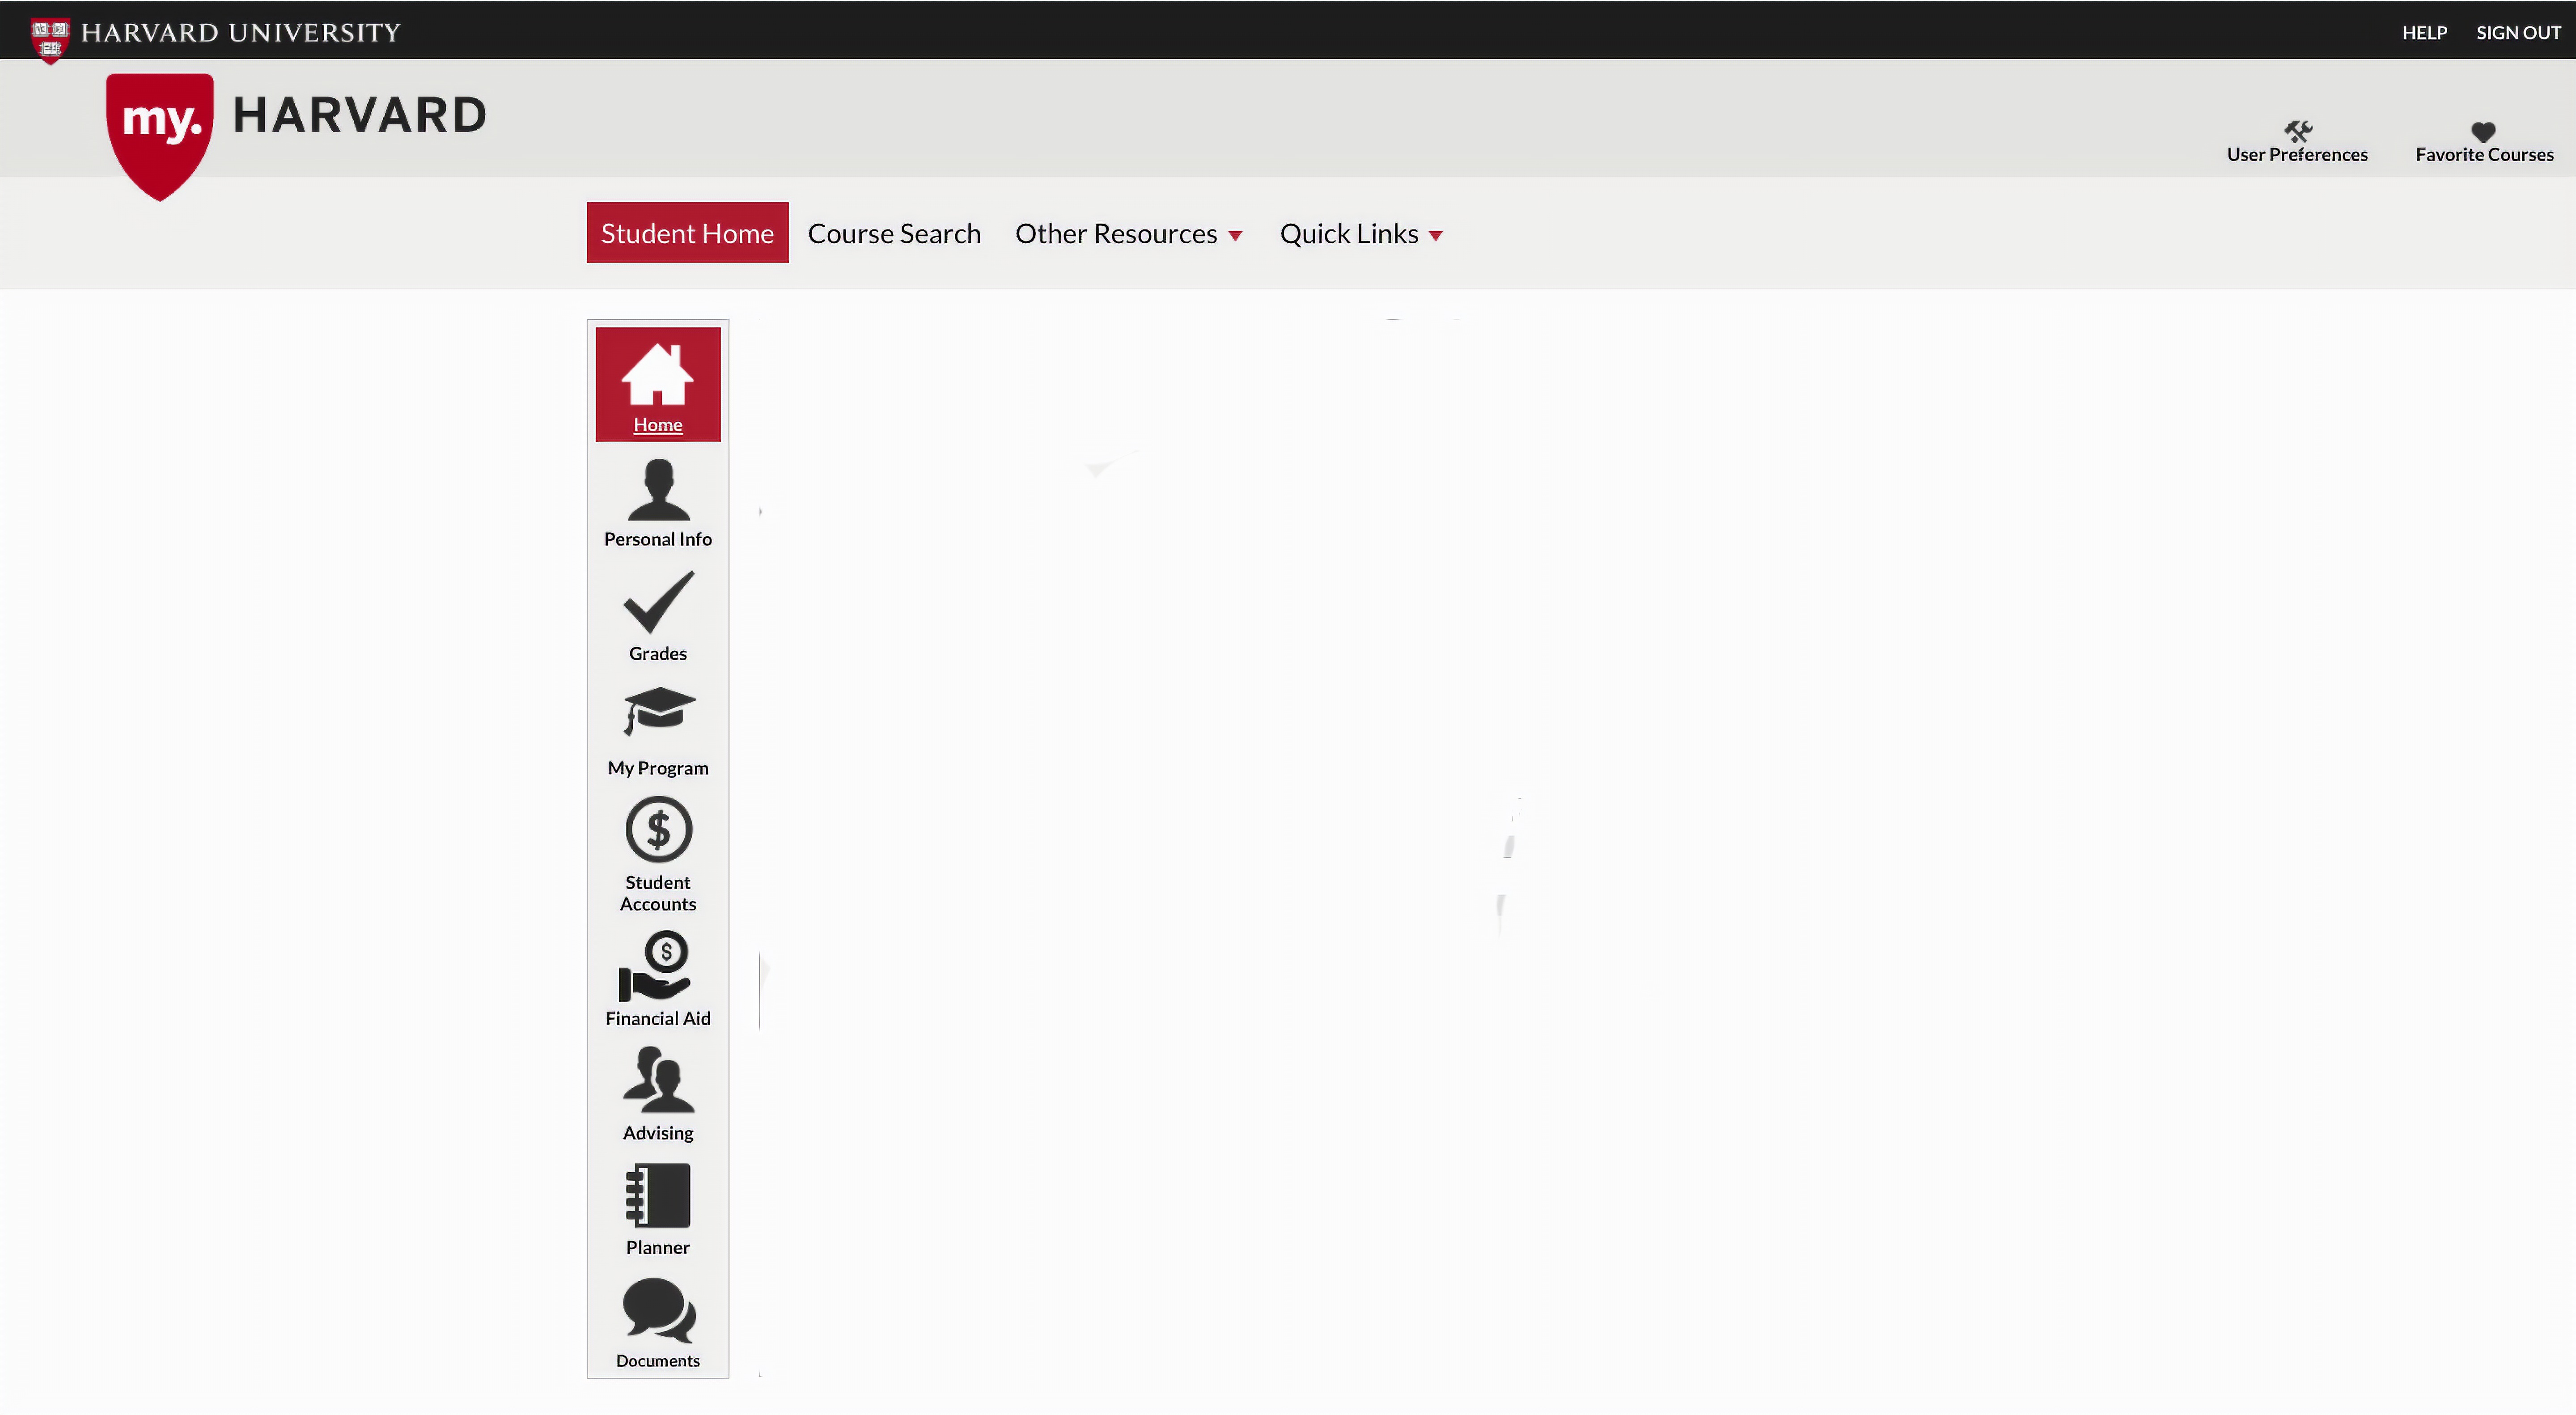 HARVARD UNIVERSITY
HELP SIGN OUT
my. HARVARD
User Preferences Favorite Courses
Student Home Course Search Other Resources Quick Links
Home
Personal Info
Grades
My Program
$
Student
Accounts
$
Financial Aid
Advising
Planner
Documents